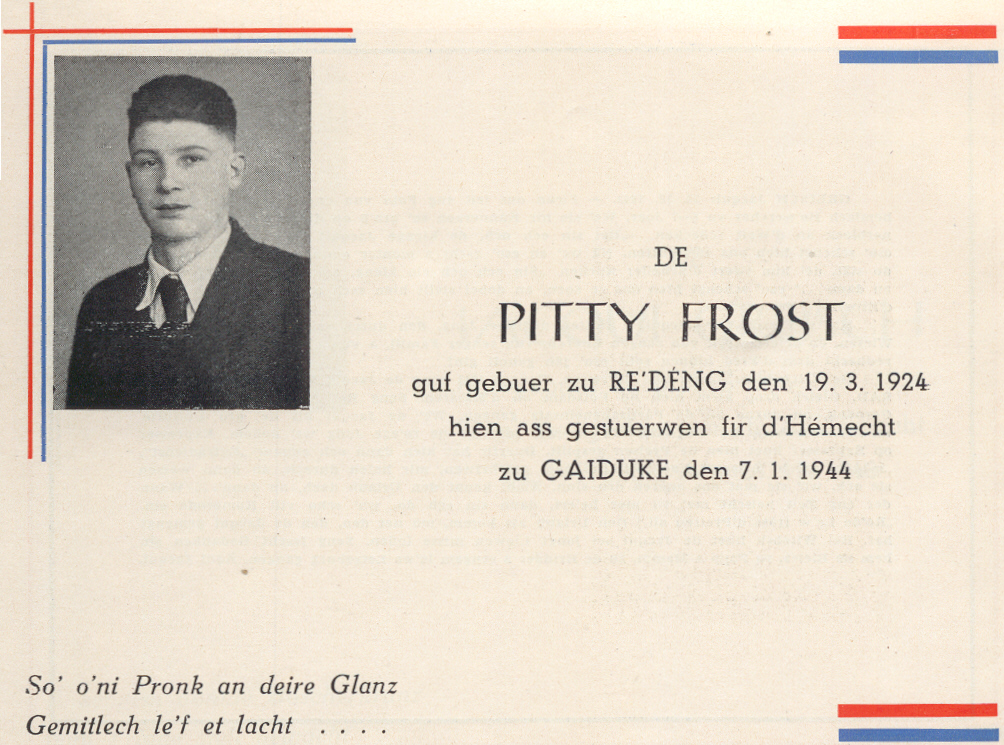 DE
PITTY FROST
guf gebuer zu RE'DÉNG den 19. 3. 1924
hien ass gestuerwen fir d'Hémecht
zu GAIDUKE den 7. 1. 1944
So' o'ni Pronk an deire Glanz
Gemitlech le'f et lacht . . . .